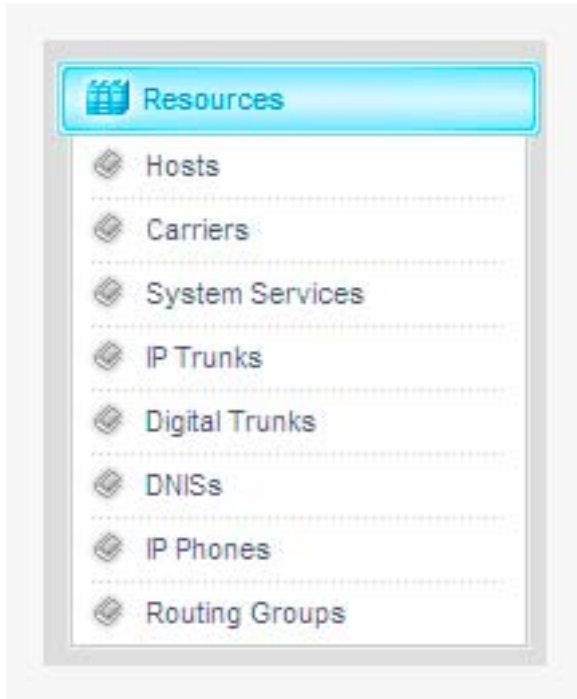 Resources
Hosts
Carriers
System Services
IP Trunks
Digital Trunks
DNISs
IP Phones
Routing Groups